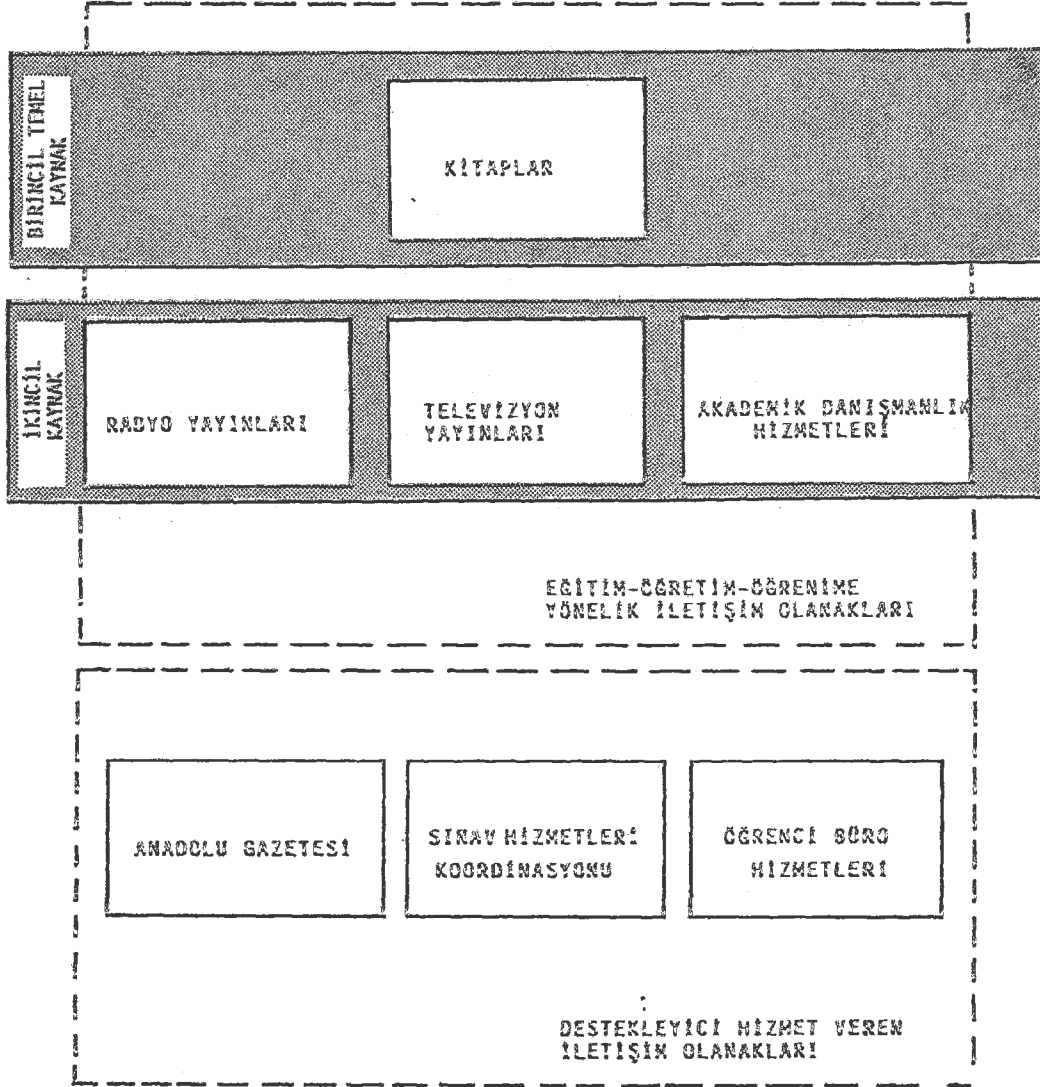 BİRİNCİL TEMEL
KAYNAK
KİTAPLAR
İKİNCİL
KAYNAK
RADYO YAYINLARI
TELEVİZYON
YAYINLARI
AKADEMİK DANIŞMANLIK
HİZMETLERİ
EĞİTİM-ÖĞRETİM-ÖĞRENİME
YÖNELİK İLETİŞİM OLANAKLARI
ANADOLU GAZETESİ
SINAV HİZMETLERİ
KOORDİNASYONU
ÖĞRENCİ BÜRO
HİZMETLERİ
DESTEKLEYİCİ HİZMET VEREN
İLETİŞİM OLANAKLARI